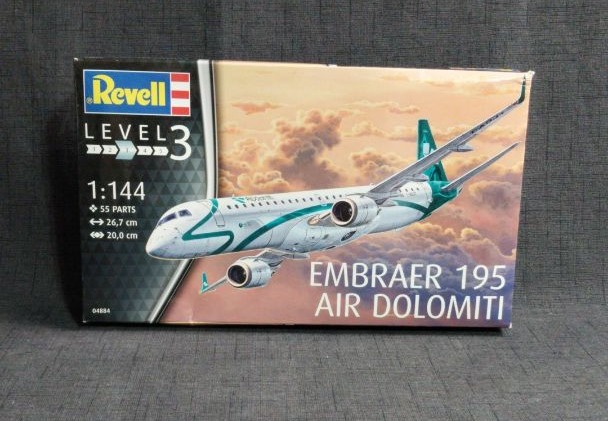 Revell
LEVEL 3
1:144
55 PARTS
26,7 cm
20,0 cm
04884
EMBRAER 195
AIR DOLOMITI